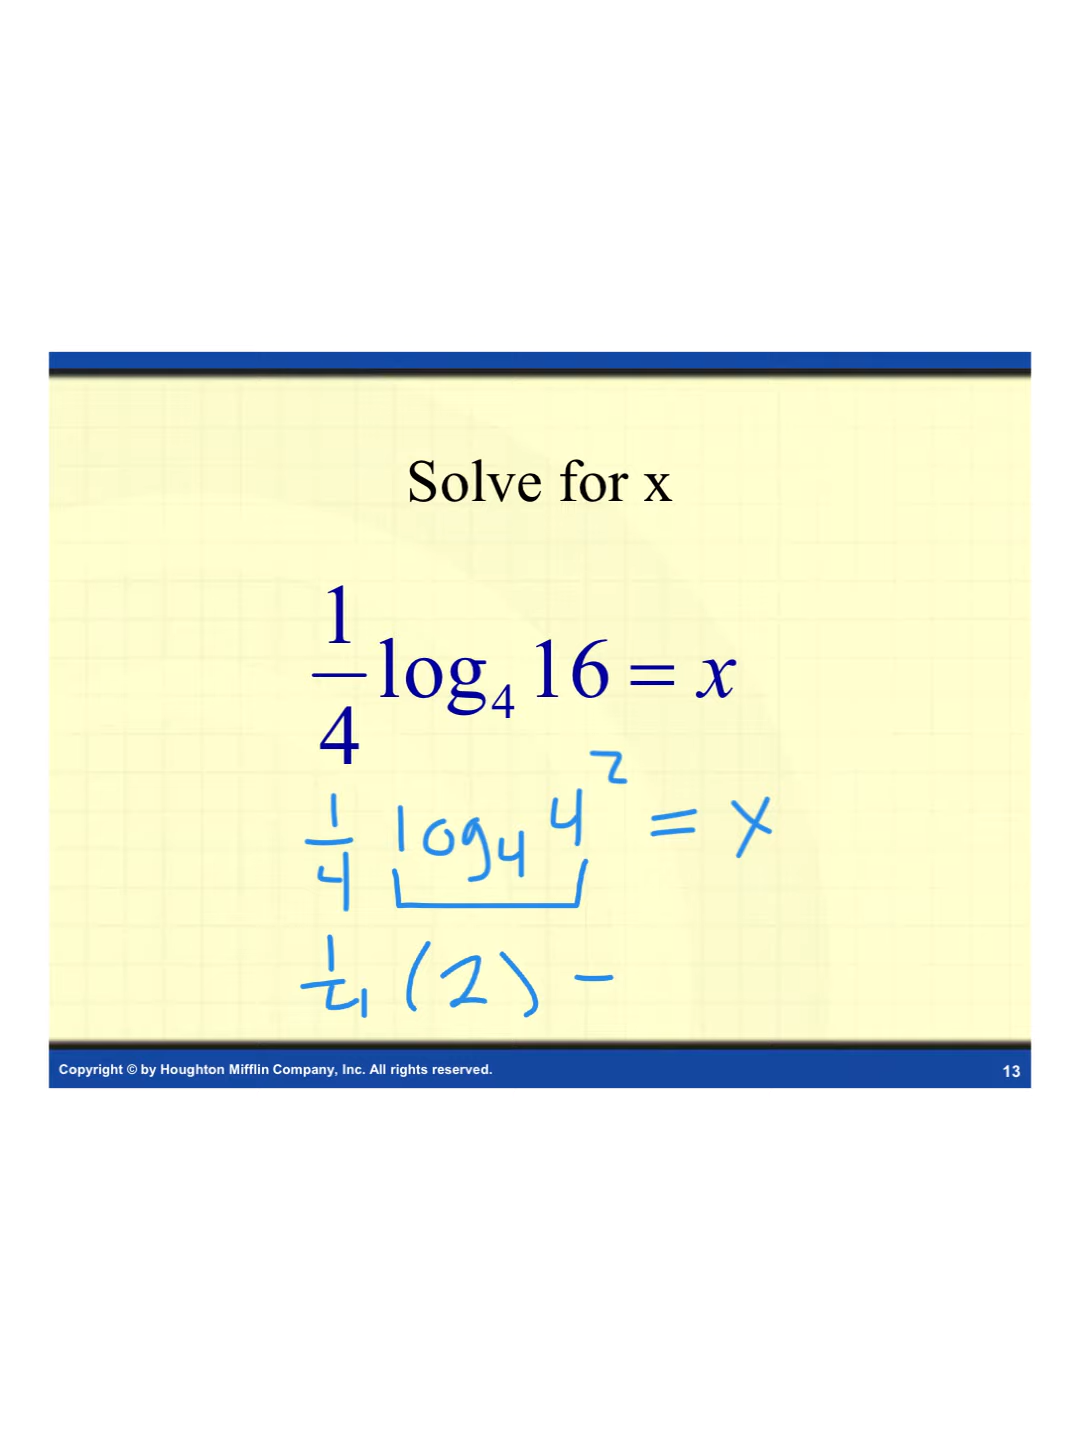 Solve for x
1/4 log₄ 16 = x
1/4 log₄ 4² = x
1/4 (2) =
Copyright © by Houghton Mifflin Company, Inc. All rights reserved.
13